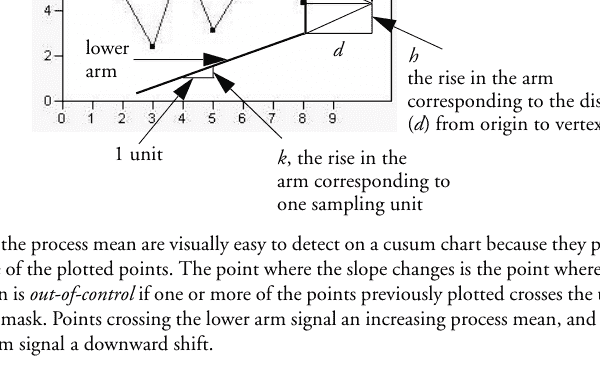 4
lower
arm
2
0
d
h
the rise in the arm
corresponding to the dis
(d) from origin to vertex
0 1 2 3 4 5 6 7 8 9
1 unit
k, the rise in the
arm corresponding to
one sampling unit
the process mean are visually easy to detect on a cusum chart because they p
e of the plotted points. The point where the slope changes is the point where
n is out-of-control if one or more of the points previously plotted crosses the u
mask. Points crossing the lower arm signal an increasing process mean, and
m signal a downward shift.